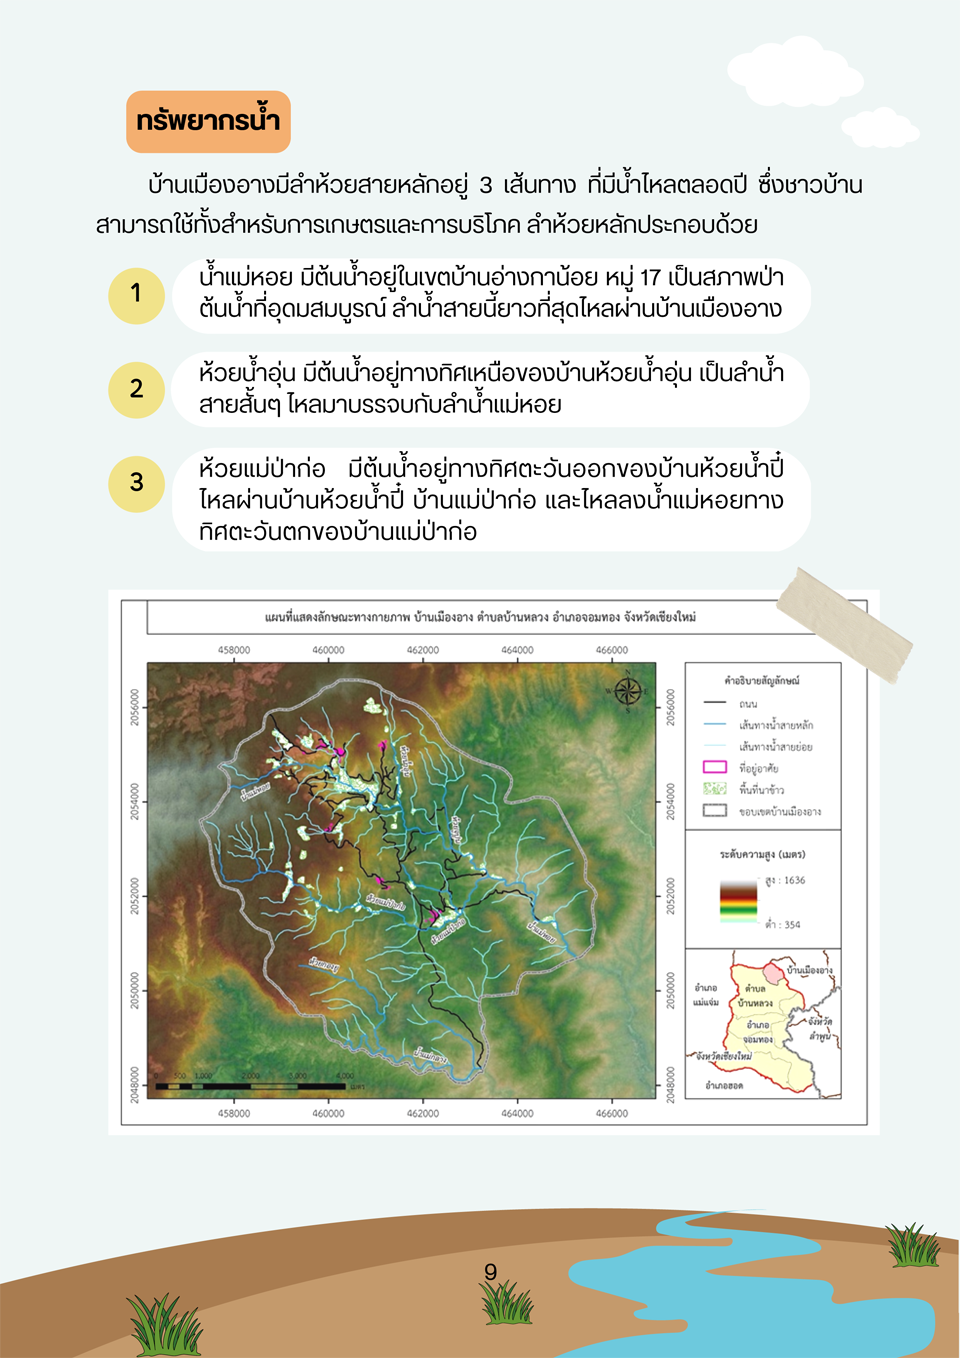 ทรัพยากรน้ำ
บ้านเมืองอางมีลำห้วยสายหลักอยู่ 3 เส้นทาง ที่มีน้ำไหลตลอดปี ซึ่งชาวบ้าน
สามารถใช้ทั้งสำหรับการเกษตรและการบริโภค ลำห้วยหลักประกอบด้วย
1
น้ำแม่หอย มีต้นน้ำอยู่ในเขตบ้านอ่างกาน้อย หมู่ 17 เป็นสภาพป่า
ต้นน้ำที่อุดมสมบูรณ์ ลำน้ำสายนี้ยาวที่สุดไหลผ่านบ้านเมืองอาง
2
ห้วยน้ำอุ่น มีต้นน้ำอยู่ทางทิศเหนือของบ้านห้วยน้ำอุ่น เป็นลำน้ำ
สายสั้นๆ ไหลมาบรรจบกับลำน้ำแม่หอย
3
ห้วยแม่ป่าก่อ มีต้นน้ำอยู่ทางทิศตะวันออกของบ้านห้วยน้ำปี๋
ไหลผ่านบ้านห้วยน้ำปี๋ บ้านแม่ป่าก่อ และไหลลงน้ำแม่หอยทาง
ทิศตะวันตกของบ้านแม่ป่าก่อ
แผนที่แสดงลักษณะทางกายภาพ บ้านเมืองอาง ตำบลบ้านหลวง อำเภอจอมทอง จังหวัดเชียงใหม่
458000 460000 462000 464000 466000
2056000
2054000
2052000
2050000
2048000
2056000
2054000
2052000
2050000
2048000
N
W E
S
น้ำแม่หอย
ห้วยแม่ป่าก่อ
ห้วยแม่ป่าก่อ
น้ำแม่หอย
น้ำแม่กลาง
0 500 1,000 2,000 3,000 4,000
เมตร
458000 460000 462000 464000 466000
คำอธิบายสัญลักษณ์
ถนน
เส้นทางน้ำสายหลัก
เส้นทางน้ำสายย่อย
ที่อยู่อาศัย
พื้นที่นาข้าว
ขอบเขตบ้านเมืองอาง
ระดับความสูง (เมตร)
สูง : 1636
ต่ำ : 354
บ้านเมืองอาง
อำเภอ
แม่แจ่ม
ตำบล
บ้านหลวง
อำเภอ
จอมทอง
จังหวัด
ลำพูน
จังหวัดเชียงใหม่
อำเภอฮอด
9